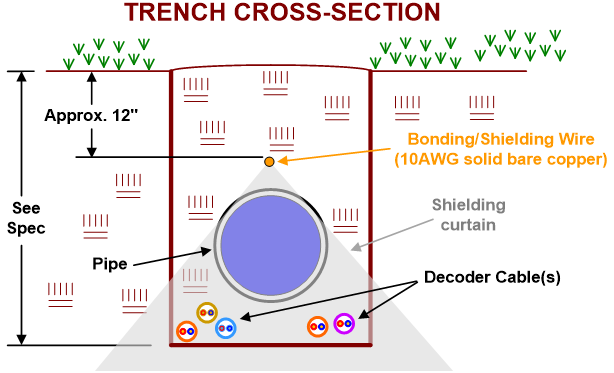 TRENCH CROSS-SECTION
Approx. 12"
Bonding/Shielding Wire
(10AWG solid bare copper)
See
Spec
Shielding
curtain
Pipe
Decoder Cable(s)